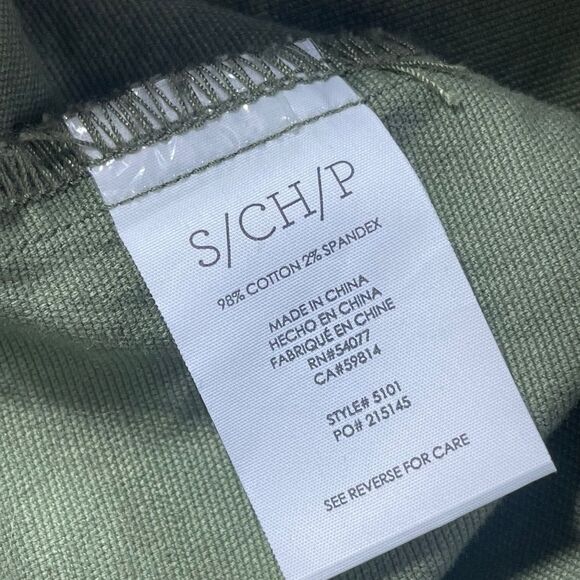 S/CH/P
98% COTTON 2% SPANDEX
MADE IN CHINA
HECHO EN CHINA
FABRIQUÉ EN CHINE
RN#54077
CA#59814
STYLE# 5101
PO# 215145
SEE REVERSE FOR CARE